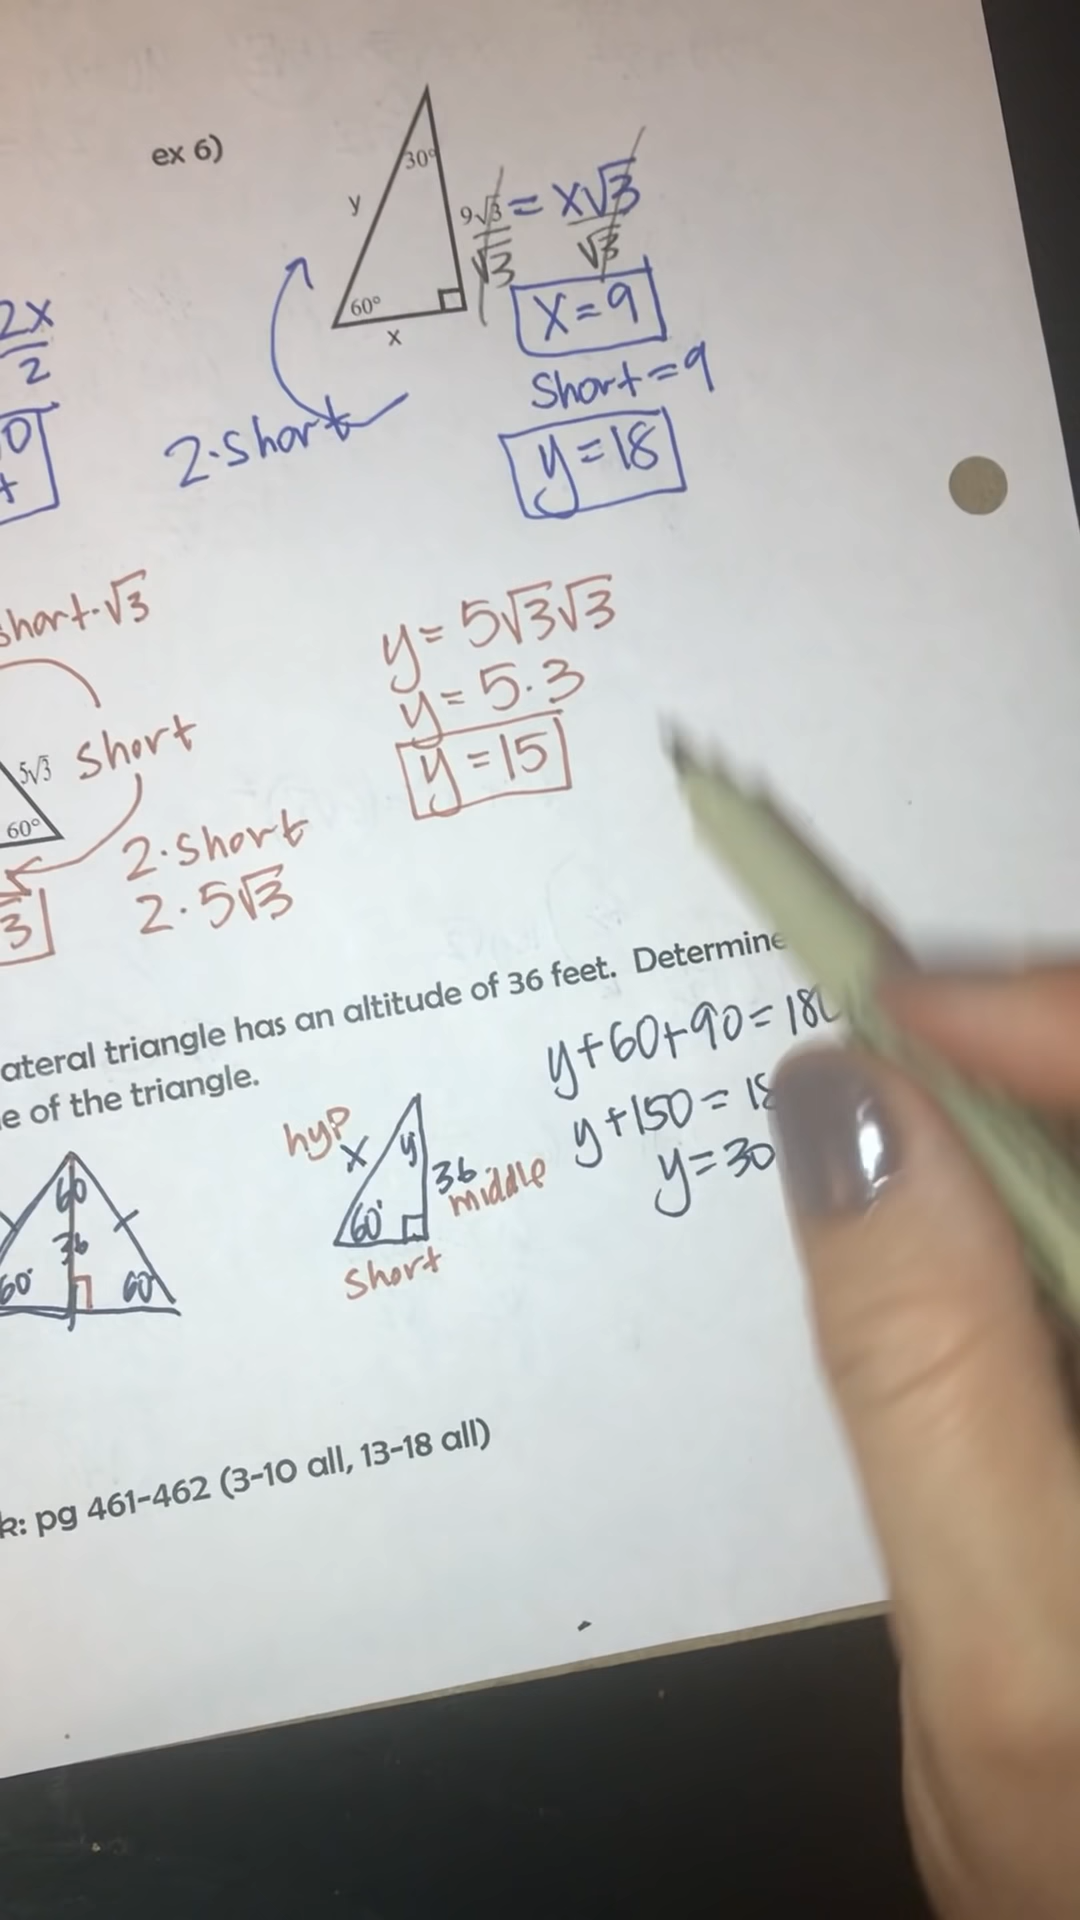 ex 6)
30°
y
9√3 = x√3
√3 √3
60°
x
x=9
Short=9
2·short
y=18
2x
2
short·√3
y= 5√3√3
y= 5·3
y=15
5√3
short
60°
2·short
2·5√3
3
ateral triangle has an altitude of 36 feet. Determine
e of the triangle.
y+60+90=180
y+150=18
y=30
hyp
x
y
36
middle
60°
short
60
36
60°
60
k: pg 461-462 (3-10 all, 13-18 all)